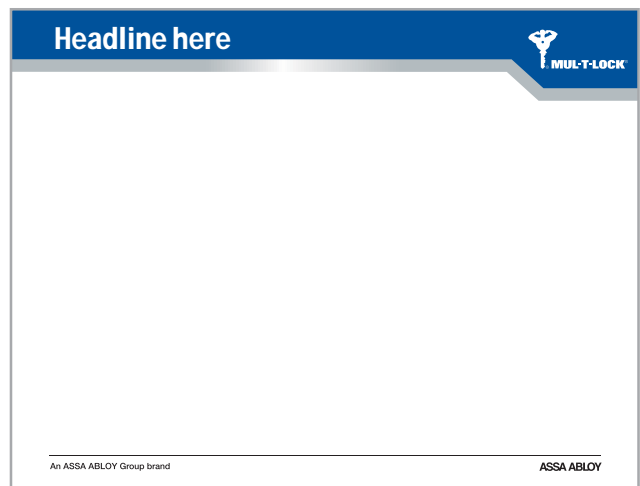 Headline here
MUL-T-LOCK®
An ASSA ABLOY Group brand
ASSA ABLOY